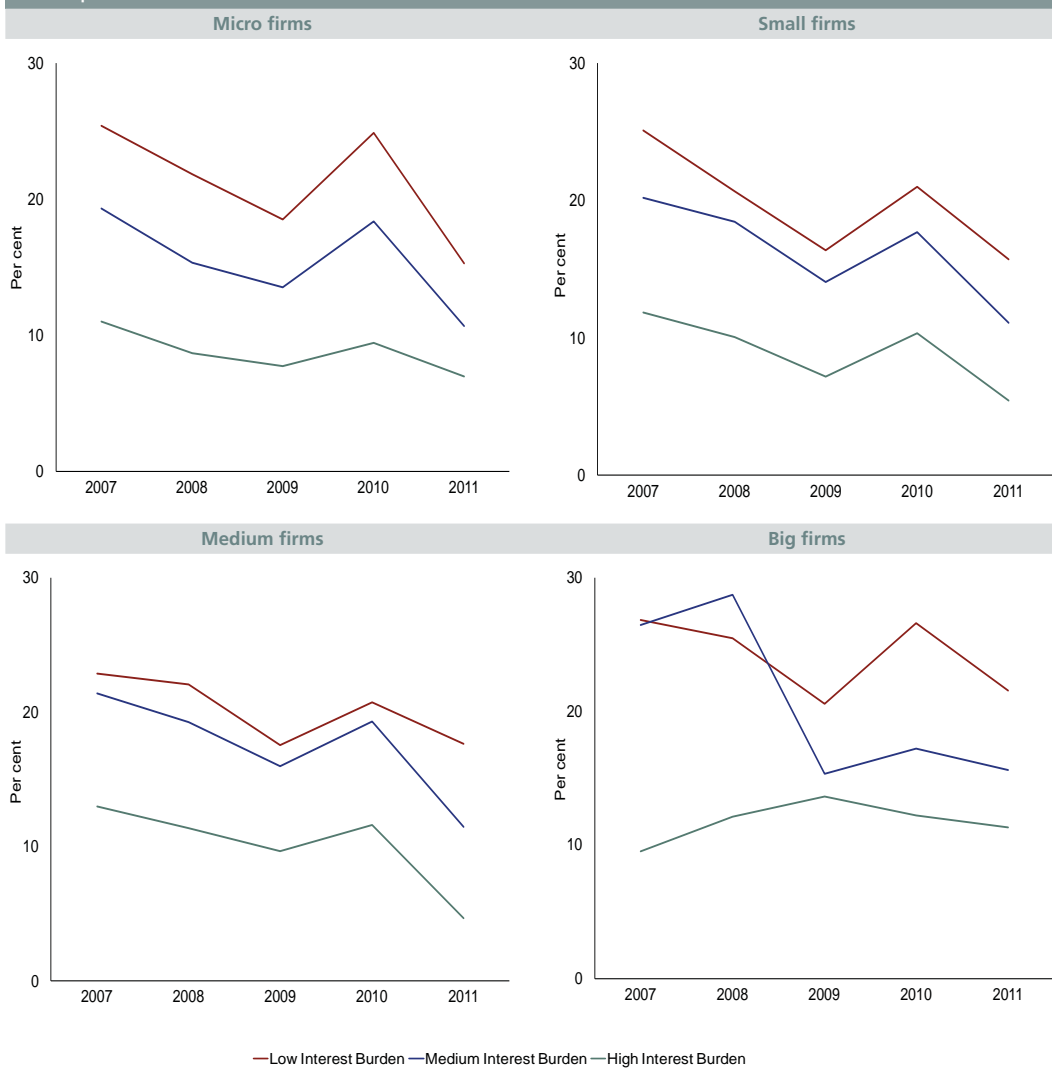 Micro firms
Small firms
30
20
10
0
Per cent
2007 2008 2009 2010 2011
30
20
10
0
Per cent
2007 2008 2009 2010 2011
Medium firms
Big firms
30
20
10
0
Per cent
2007 2008 2009 2010 2011
30
20
10
0
Per cent
2007 2008 2009 2010 2011
Low Interest Burden Medium Interest Burden High Interest Burden